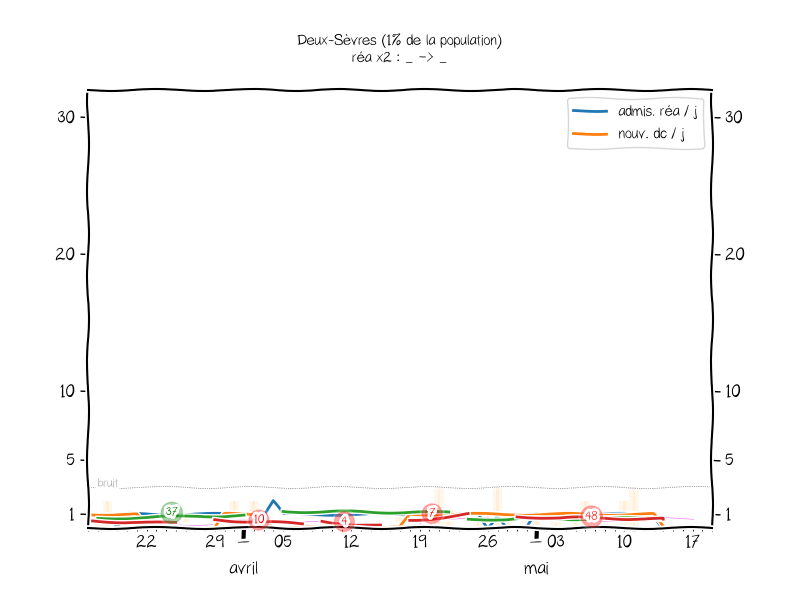 Deux-Sèvres (1% de la population)
réa x2 : _ -> _
admis. réa / j
nouv. dc / j
30 30
20 20
10 10
5 5
bruit
1 1
37 10 4 7 48
22 29 05 12 19 26 03 10 17
avril mai